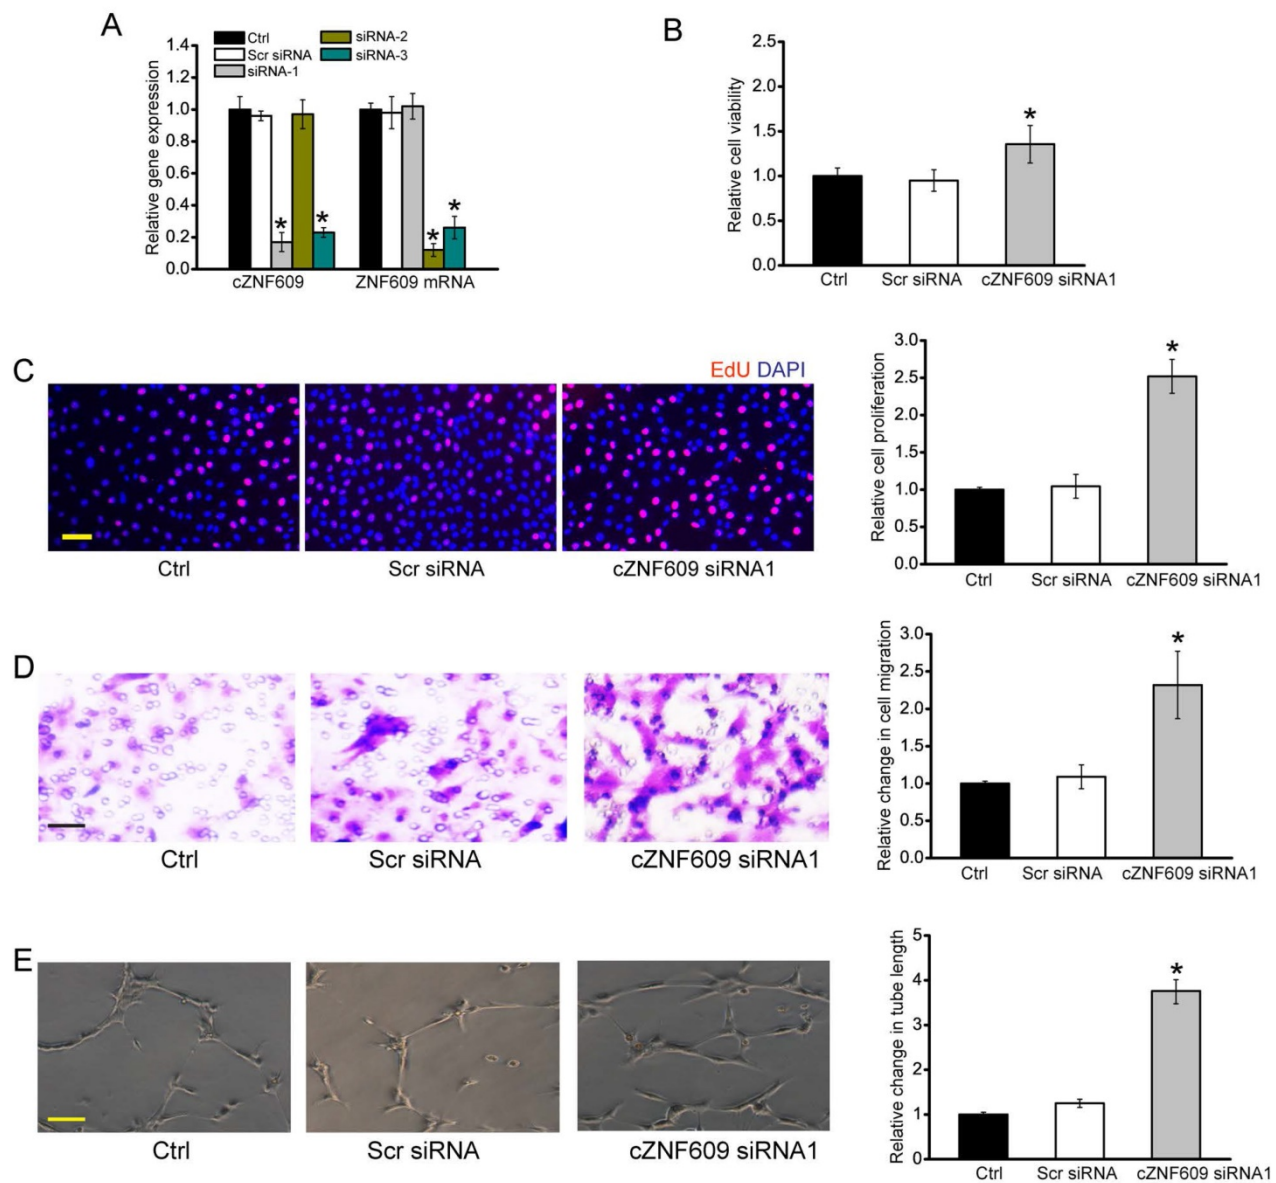 A
Ctrl
Scr siRNA
siRNA-1
siRNA-2
siRNA-3
Relative gene expression
1.4
1.2
1.0
0.8
0.6
0.4
0.2
0.0
*
*
*
*
cZNF609
ZNF609 mRNA
B
Relative cell viability
2.5
2.0
1.5
1.0
0.5
0.0
*
Ctrl
Scr siRNA
cZNF609 siRNA1
C
EdU DAPI
Ctrl
Scr siRNA
cZNF609 siRNA1
Relative cell proliferation
3.0
2.5
2.0
1.5
1.0
0.5
0.0
*
Ctrl
Scr siRNA
cZNF609 siRNA1
D
Ctrl
Scr siRNA
cZNF609 siRNA1
Relative change in cell migration
3.0
2.5
2.0
1.5
1.0
0.5
0.0
*
Ctrl
Scr siRNA
cZNF609 siRNA1
E
Ctrl
Scr siRNA
cZNF609 siRNA1
Relative change in tube length
5
4
3
2
1
0
*
Ctrl
Scr siRNA
cZNF609 siRNA1